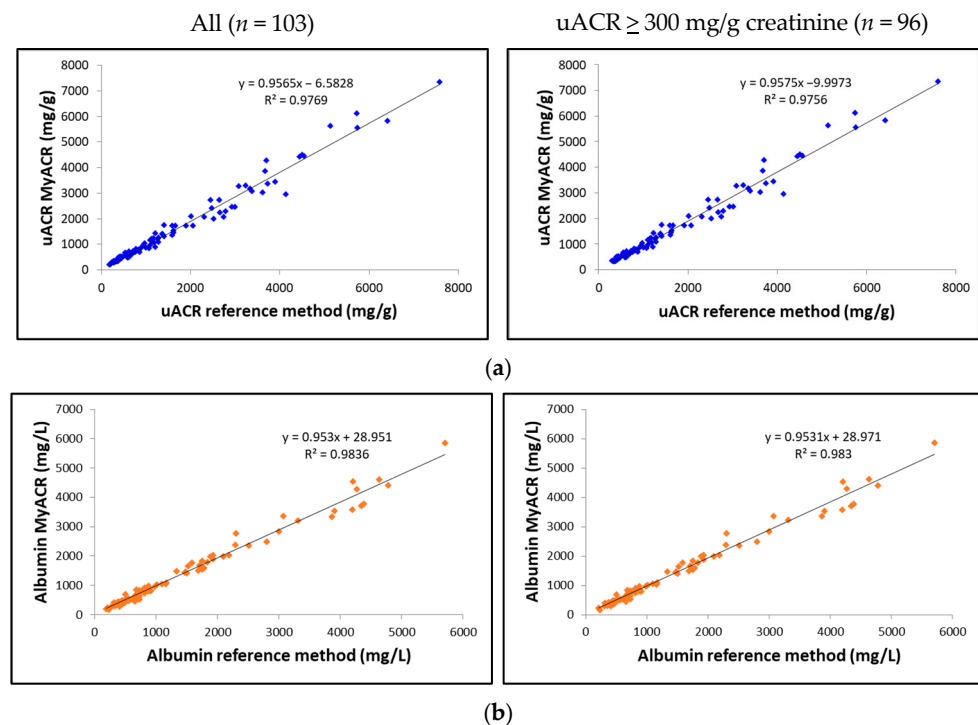 All (n = 103)
uACR ≥ 300 mg/g creatinine (n = 96)
8000
7000
6000
5000
4000
3000
2000
1000
0
uACR MyACR (mg/g)
y = 0.9565x – 6.5828
R² = 0.9769
0 2000 4000 6000 8000
uACR reference method (mg/g)
8000
7000
6000
5000
4000
3000
2000
1000
0
uACR MyACR (mg/g)
y = 0.9575x –9.9973
R² = 0.9756
0 2000 4000 6000 8000
uACR reference method (mg/g)
(a)
7000
6000
5000
4000
3000
2000
1000
0
Albumin MyACR (mg/L)
y = 0.953x + 28.951
R² = 0.9836
0 1000 2000 3000 4000 5000 6000
Albumin reference method (mg/L)
7000
6000
5000
4000
3000
2000
1000
0
Albumin MyACR (mg/L)
y = 0.9531x + 28.971
R² = 0.983
0 1000 2000 3000 4000 5000 6000
Albumin reference method (mg/L)
(b)